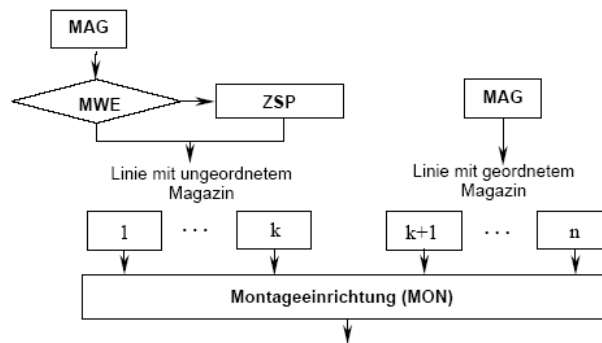 MAG
MWE
ZSP
MAG
Linie mit ungeordnetem
Magazin
Linie mit geordnetem
Magazin
1 ... k k+1 ... n
Montageeinrichtung (MON)